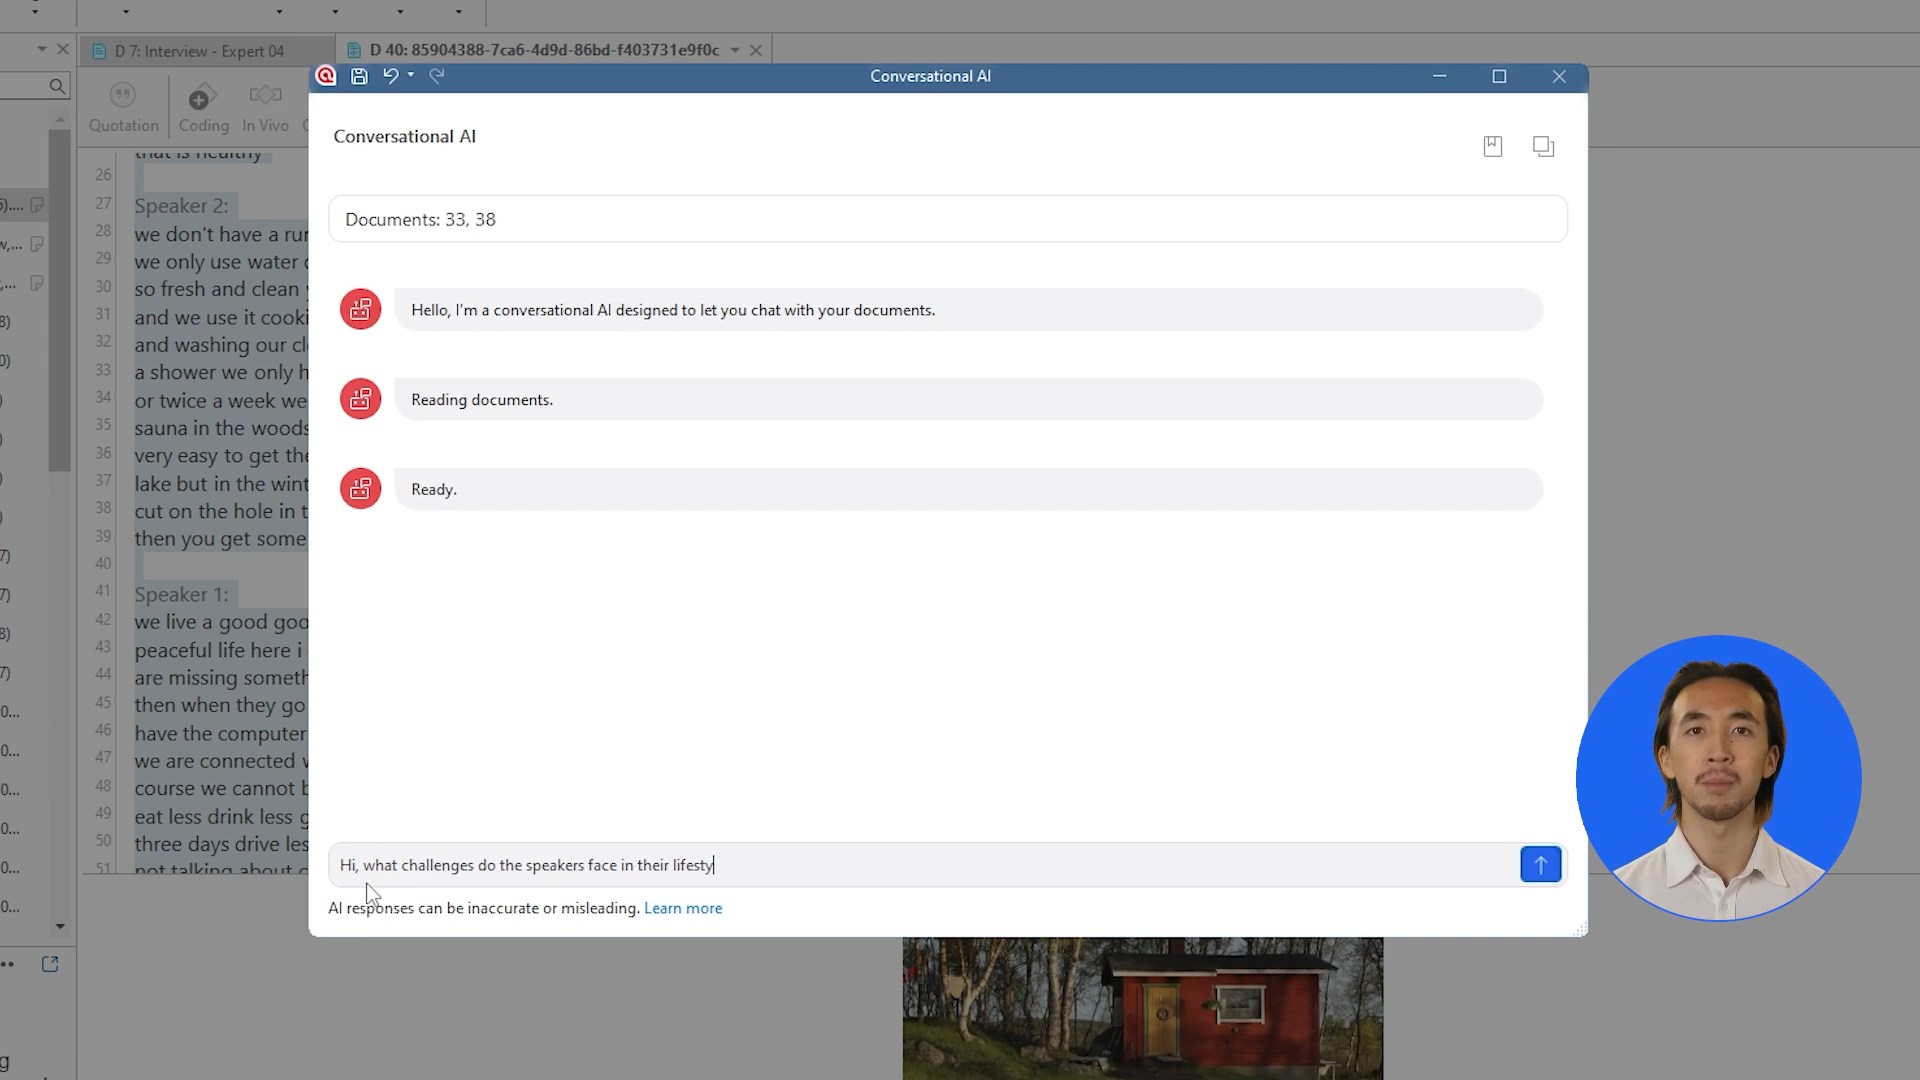 D 7: Interview - Expert 04
D 40: 85904388-7ca6-4d9d-86bd-f403731e9f0c
Conversational AI
Quotation
Coding
In Vivo
Conversational AI
Documents: 33, 38
Hello, I'm a conversational AI designed to let you chat with your documents.
Reading documents.
Ready.
Hi, what challenges do the speakers face in their lifesty
AI responses can be inaccurate or misleading. Learn more
that is healthy
26
27 Speaker 2:
28 we don't have a
29 we only use water
30 so fresh and clean
31 and we use it
32 and washing our
33 a shower we only
34 or twice a week we
35 sauna in the woods
36 very easy to get
37 lake but in the
38 cut on the hole in
39 then you get some
40
41 Speaker 1:
42 we live a good
43 peaceful life here i
44 are missing
45 then when they go
46 have the computer
47 we are connected
48 course we cannot
49 eat less drink less
50 three days drive
51 not talking about